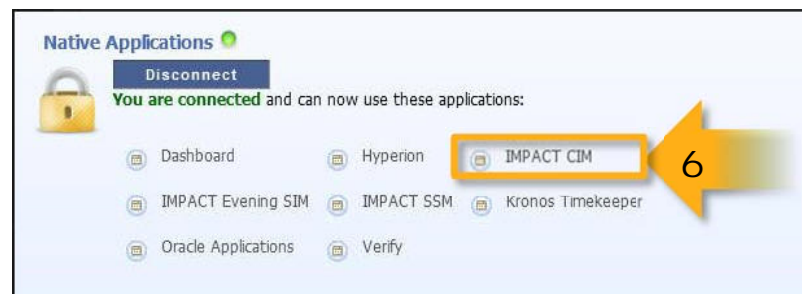 Native Applications
Disconnect
You are connected and can now use these applications:
Dashboard Hyperion IMPACT CIM
6
IMPACT Evening SIM IMPACT SSM Kronos Timekeeper
Oracle Applications Verify